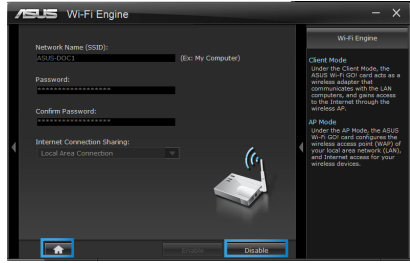 ASUS Wi-Fi Engine
Network Name (SSID):
ASUS-DOC1 (Ex: My Computer)
Password:
******************
Confirm Password:
******************
Internet Connection Sharing:
Local Area Connection
Enable Disable
Wi-Fi Engine
Client Mode
Under the Client Mode, the
ASUS Wi-Fi GO! card acts as a
wireless adapter that
communicates with the LAN
computers, and gains access
to the Internet through the
wireless AP.
AP Mode
Under the AP Mode, the ASUS
Wi-Fi GO! card configures the
wireless access point (WAP) of
your local area network (LAN),
and Internet access for your
wireless devices.